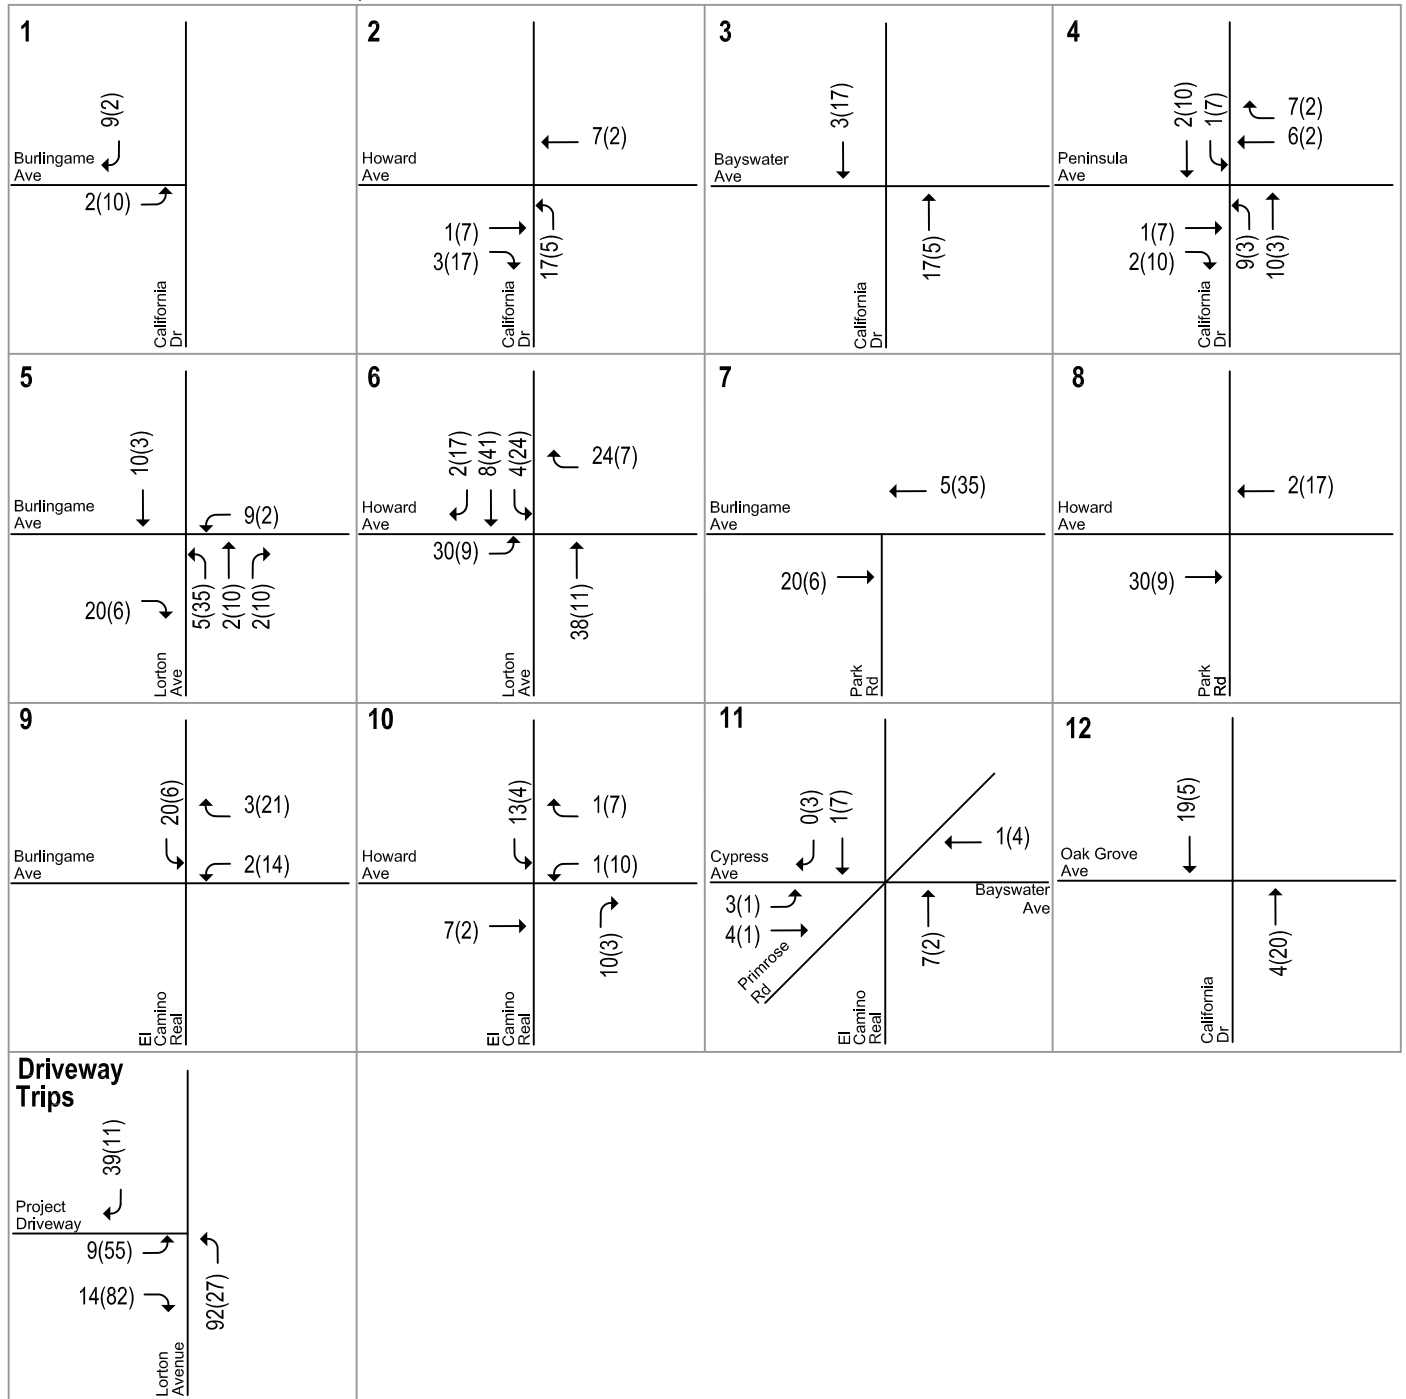 1
9(2)
Burlingame
Ave
2(10)
California
Dr
2
7(2)
Howard
Ave
1(7)
3(17)
17(5)
California
Dr
3
3(17)
Bayswater
Ave
17(5)
California
Dr
4
2(10)
1(7)
7(2)
6(2)
Peninsula
Ave
1(7)
2(10)
9(3)
10(3)
California
Dr
5
10(3)
Burlingame
Ave
9(2)
20(6)
5(35)
2(10)
2(10)
Lorton
Ave
6
2(17)
8(41)
4(24)
24(7)
Howard
Ave
30(9)
38(11)
Lorton
Ave
7
5(35)
Burlingame
Ave
20(6)
Park
Rd
8
2(17)
Howard
Ave
30(9)
Park
Rd
9
20(6)
3(21)
Burlingame
Ave
2(14)
El
Camino
Real
10
13(4)
1(7)
Howard
Ave
1(10)
7(2)
10(3)
El
Camino
Real
11
0(3)
1(7)
1(4)
Cypress
Ave
Bayswater
Ave
3(1)
4(1)
Primrose
Rd
7(2)
El
Camino
Real
12
19(5)
Oak Grove
Ave
4(20)
California
Dr
Driveway
Trips
39(11)
Project
Driveway
9(55)
14(82)
92(27)
Lorton
Avenue